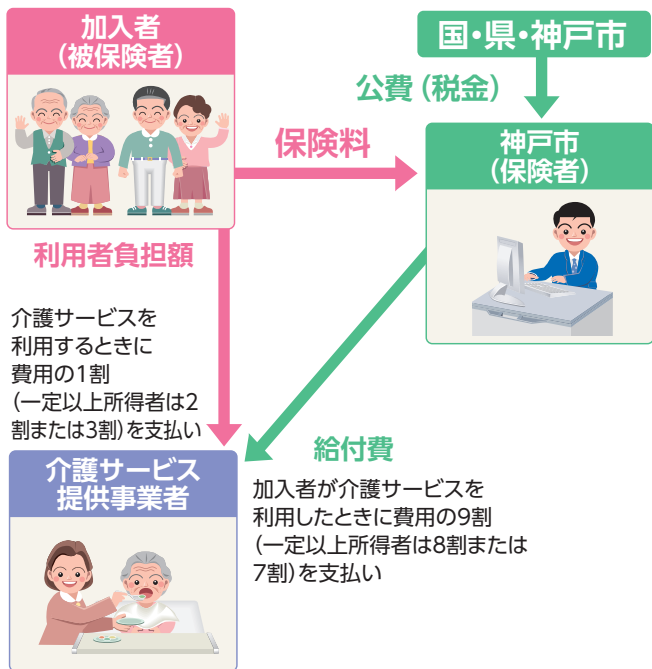 加入者
(被保険者)
国・県・神戸市
公費(税金)
保険料
神戸市
(保険者)
利用者負担額
介護サービスを
利用するときに
費用の1割
(一定以上所得者は2
割または3割)を支払い
給付費
加入者が介護サービスを
利用したときに費用の9割
(一定以上所得者は8割または
7割)を支払い
介護サービス
提供事業者